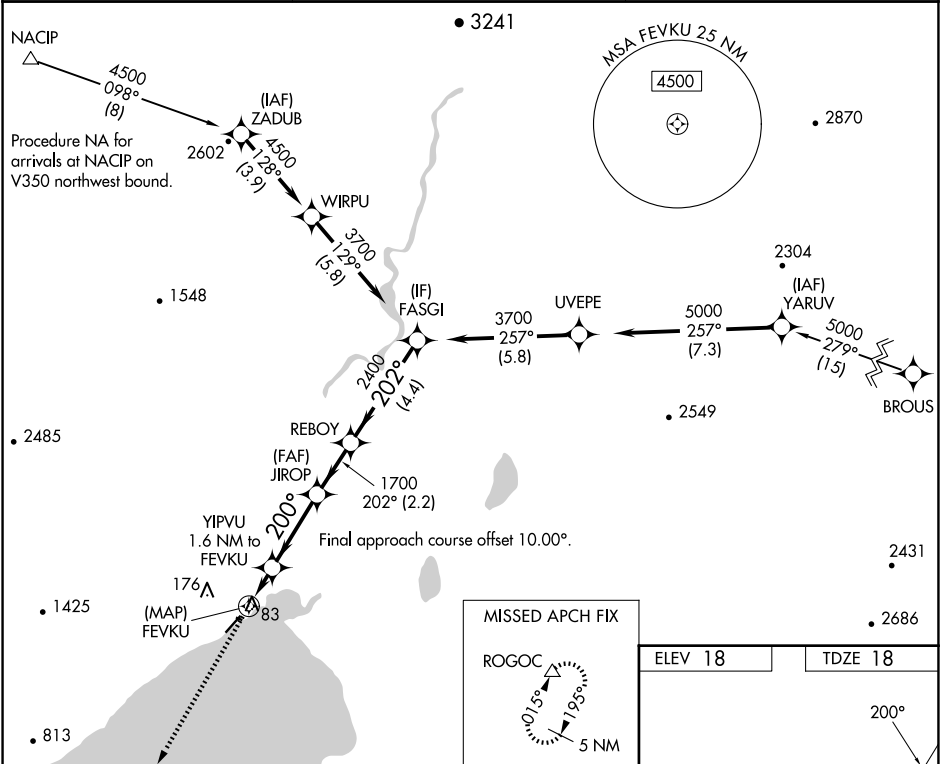 3241
NACIP
4500
098°
(8)
(IAF)
ZADUB
2602
Procedure NA for
arrivals at NACIP on
V350 northwest bound.
4500
128°
(3.9)
WIRPU
3700
129°
(5.8)
MSA FEVKU 25 NM
4500
2870
2304
(IAF)
YARUV
1548
(IF)
FASGI
3700
257°
(5.8)
UVEPE
5000
257°
(7.3)
5000
279°
(15)
BROUS
2400
202°
(4.4)
2549
2485
REBOY
(FAF)
JIROP
1700
202° (2.2)
200°
YIPVU
1.6 NM to
FEVKU
Final approach course offset 10.00°.
2431
176
1425
(MAP)
FEVKU
83
2686
MISSED APCH FIX
ROGOC
015°
195°
5 NM
ELEV 18
TDZE 18
200°
813